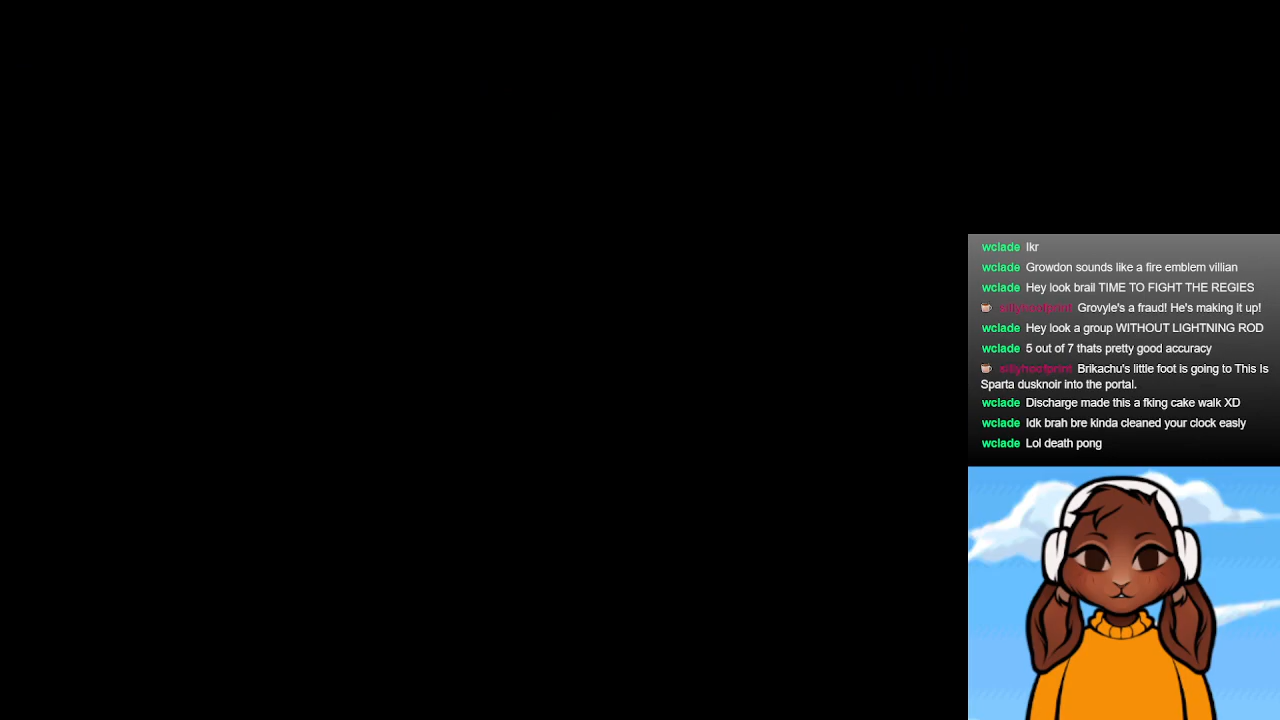 wclade Ikr
wclade Growdon sounds like a fire emblem villian
wclade Hey look brail TIME TO FIGHT THE REGIES
sillyhoofprint Grovyle's a fraud! He's making it up!
wclade Hey look a group WITHOUT LIGHTNING ROD
wclade 5 out of 7 thats pretty good accuracy
sillyhoofprint Brikachu's little foot is going to This Is
Sparta dusknoir into the portal.
wclade Discharge made this a fking cake walk XD
wclade Idk brah bre kinda cleaned your clock easly
wclade Lol death pong